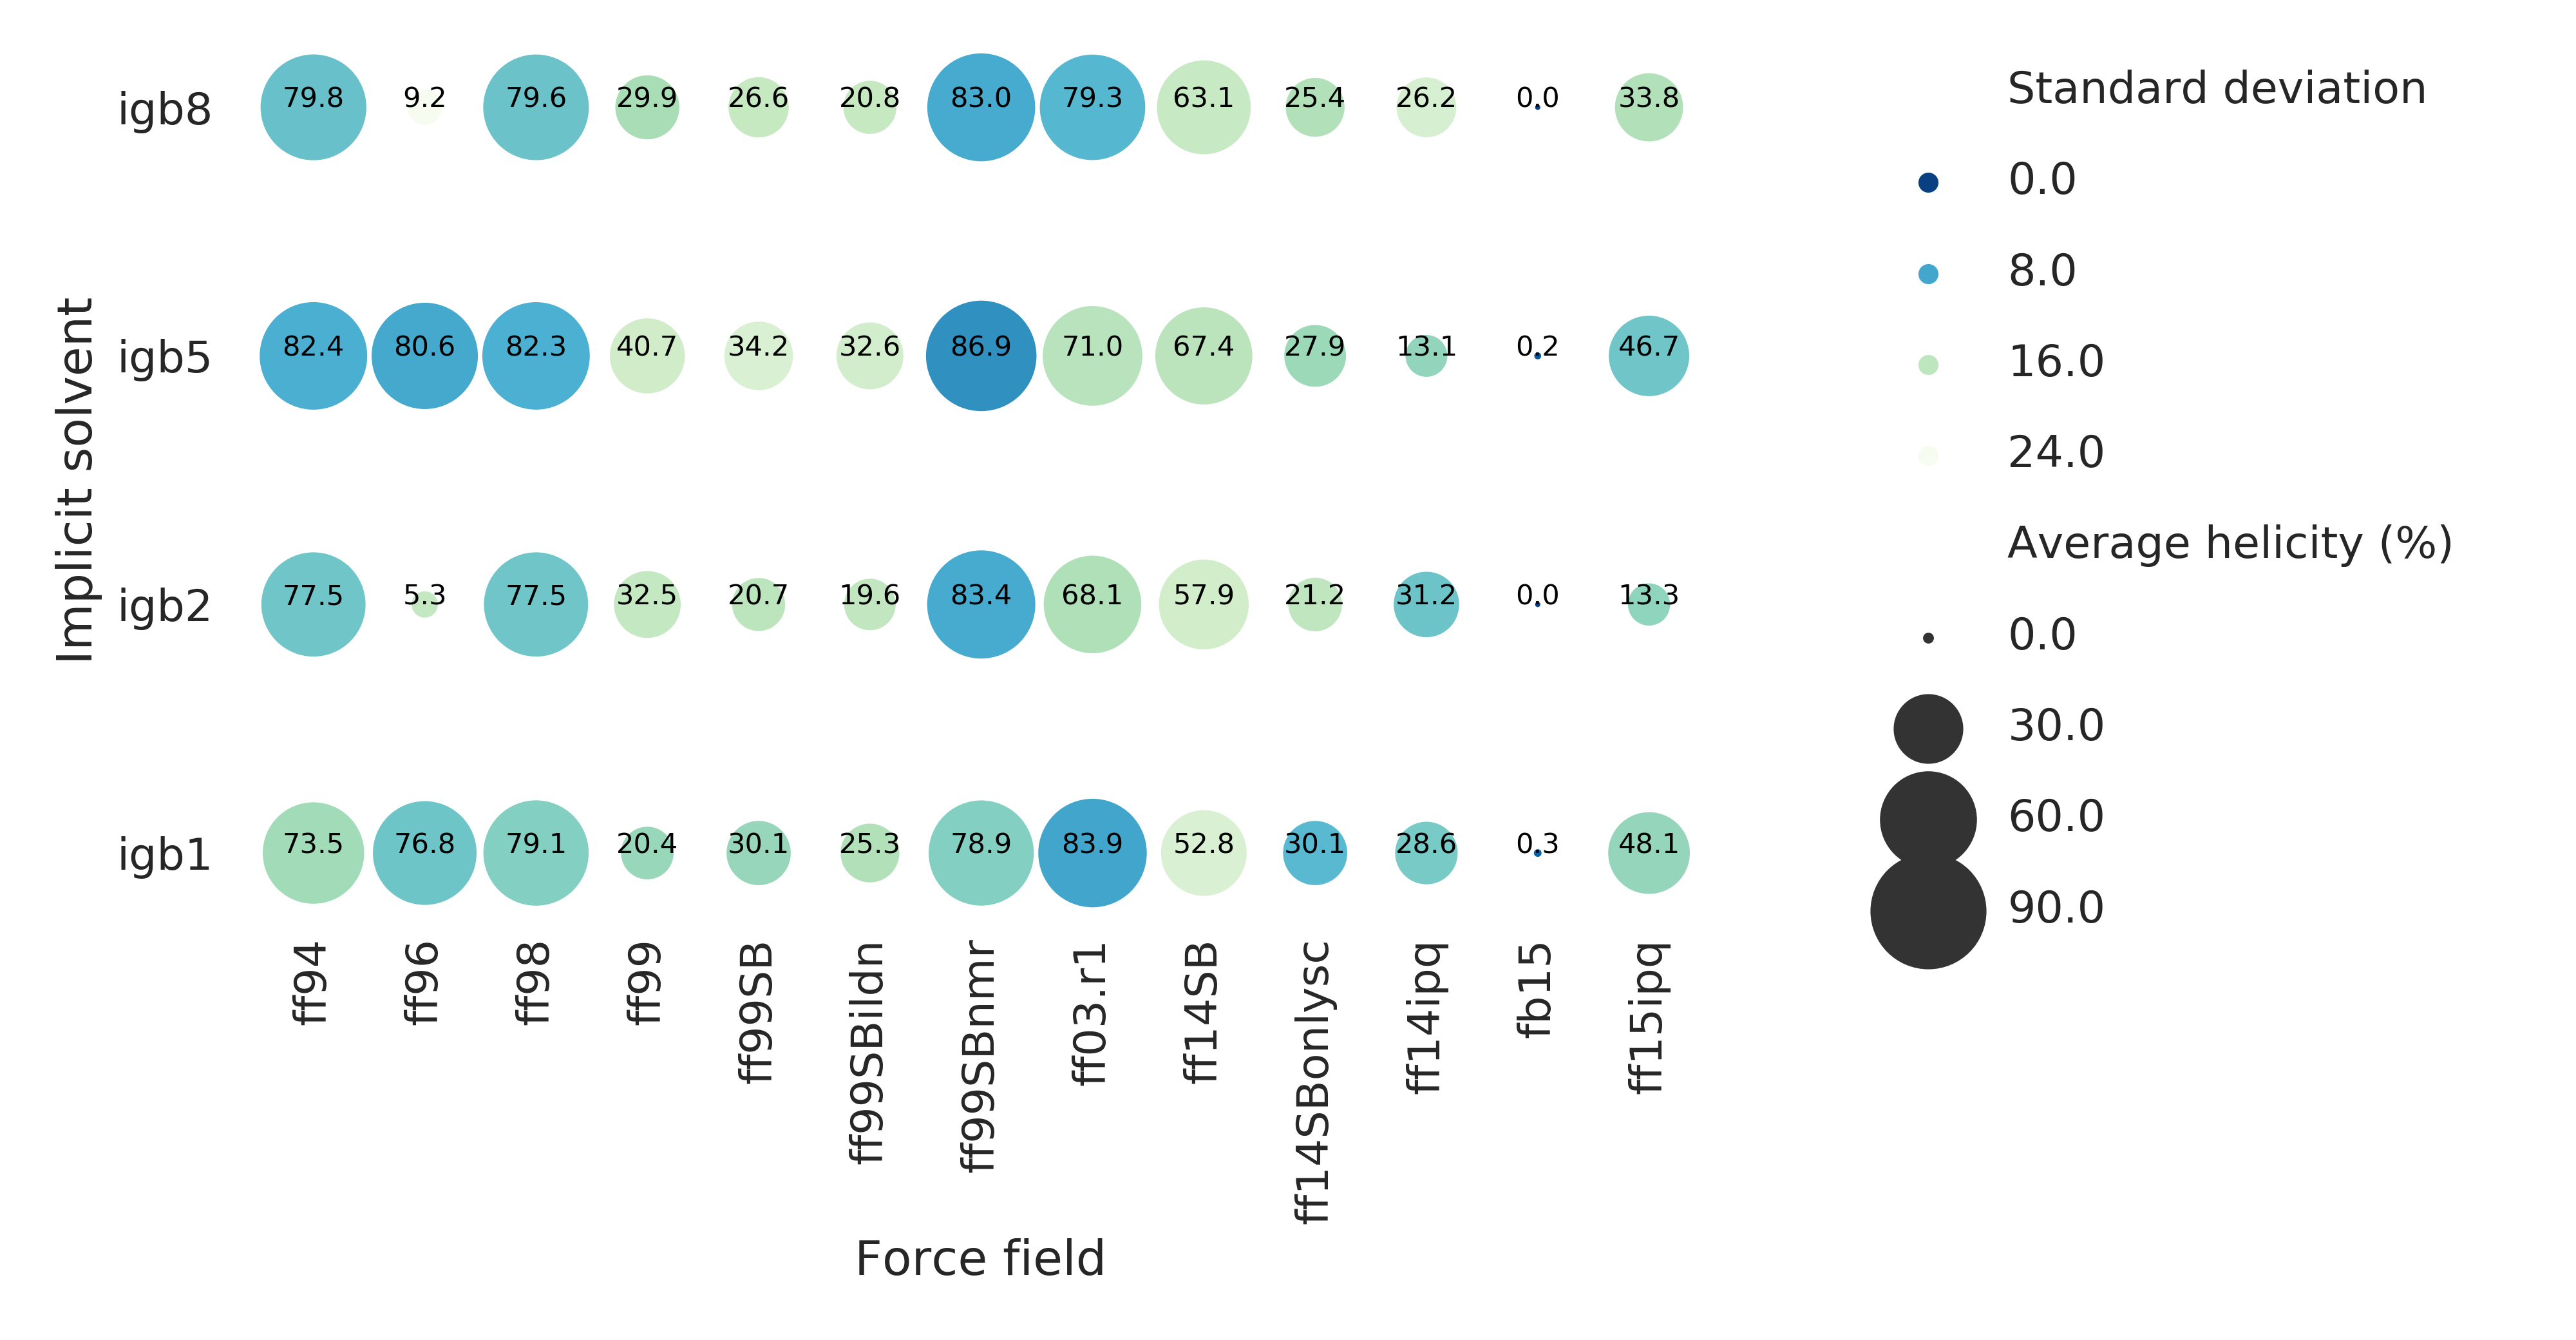 igb8 79.8 9.2 79.6 29.9 26.6 20.8 83.0 79.3 63.1 25.4 26.2 0.0 33.8
igb5 82.4 80.6 82.3 40.7 34.2 32.6 86.9 71.0 67.4 27.9 13.1 0.2 46.7
igb2 77.5 5.3 77.5 32.5 20.7 19.6 83.4 68.1 57.9 21.2 31.2 0.0 13.3
igb1 73.5 76.8 79.1 20.4 30.1 25.3 78.9 83.9 52.8 30.1 28.6 0.3 48.1
Implicit solvent
ff94
ff96
ff98
ff99
ff99SB
ff99SBildn
ff99SBnmr
ff03.r1
ff14SB
ff14SBonlysc
ff14ipq
fb15
ff15ipq
Force field
Standard deviation
0.0
8.0
16.0
24.0
Average helicity (%)
0.0
30.0
60.0
90.0